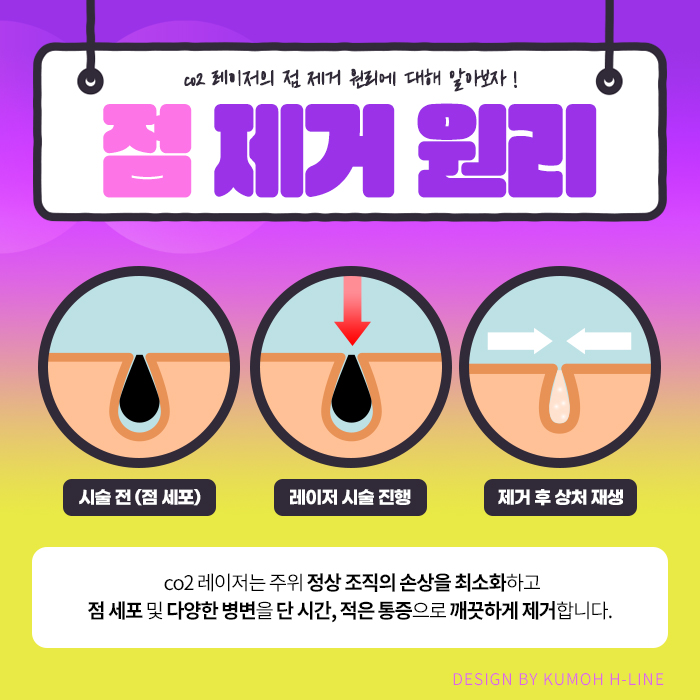 co2 레이저의 점 제거 원리에 대해 알아보자 !
점 제거 원리
시술 전 (점 세포)
레이저 시술 진행
제거 후 상처 재생
co2 레이저는 주위 정상 조직의 손상을 최소화하고
점 세포 및 다양한 병변을 단 시간, 적은 통증으로 깨끗하게 제거합니다.
DESIGN BY KUMOH H-LINE